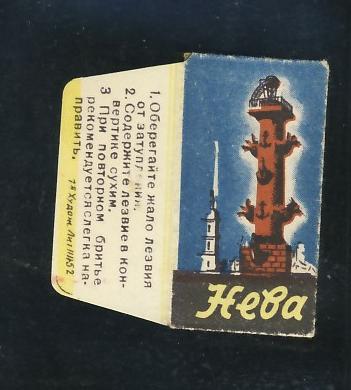 1. Оберегайте жало лезвия
от затупления.
2. Содержите лезвие в кон-
верте сухим.
3 При повторном бритье
рекомендуется слегка на-
править.
Нева